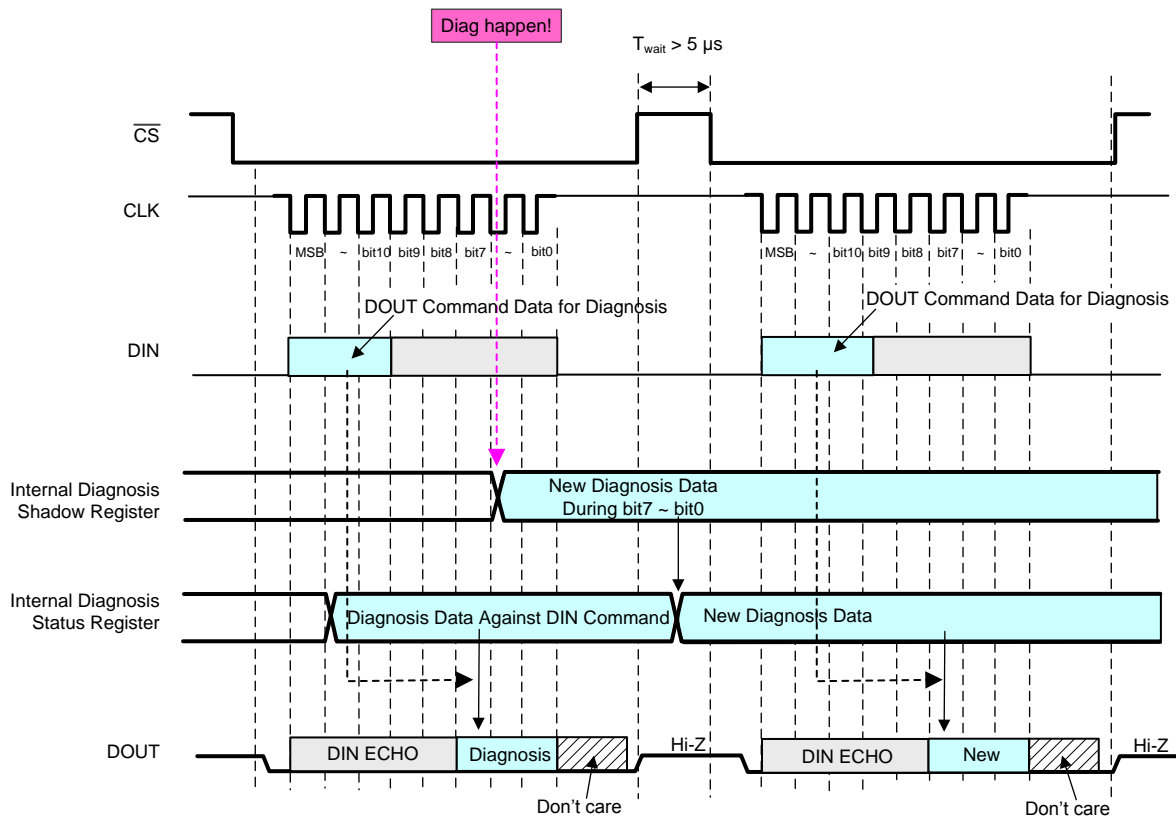 Diag happen!
Twait > 5 µs
CS
CLK
MSB ~ bit10 bit9 bit8 bit7 ~ bit0
MSB ~ bit10 bit9 bit8 bit7 ~ bit0
DOUT Command Data for Diagnosis
DOUT Command Data for Diagnosis
DIN
Internal Diagnosis
Shadow Register
New Diagnosis Data
During bit7 ~ bit0
Internal Diagnosis
Status Register
Diagnosis Data Against DIN Command
New Diagnosis Data
DOUT
DIN ECHO
Diagnosis
Hi-Z
DIN ECHO
New
Hi-Z
Don't care
Don't care